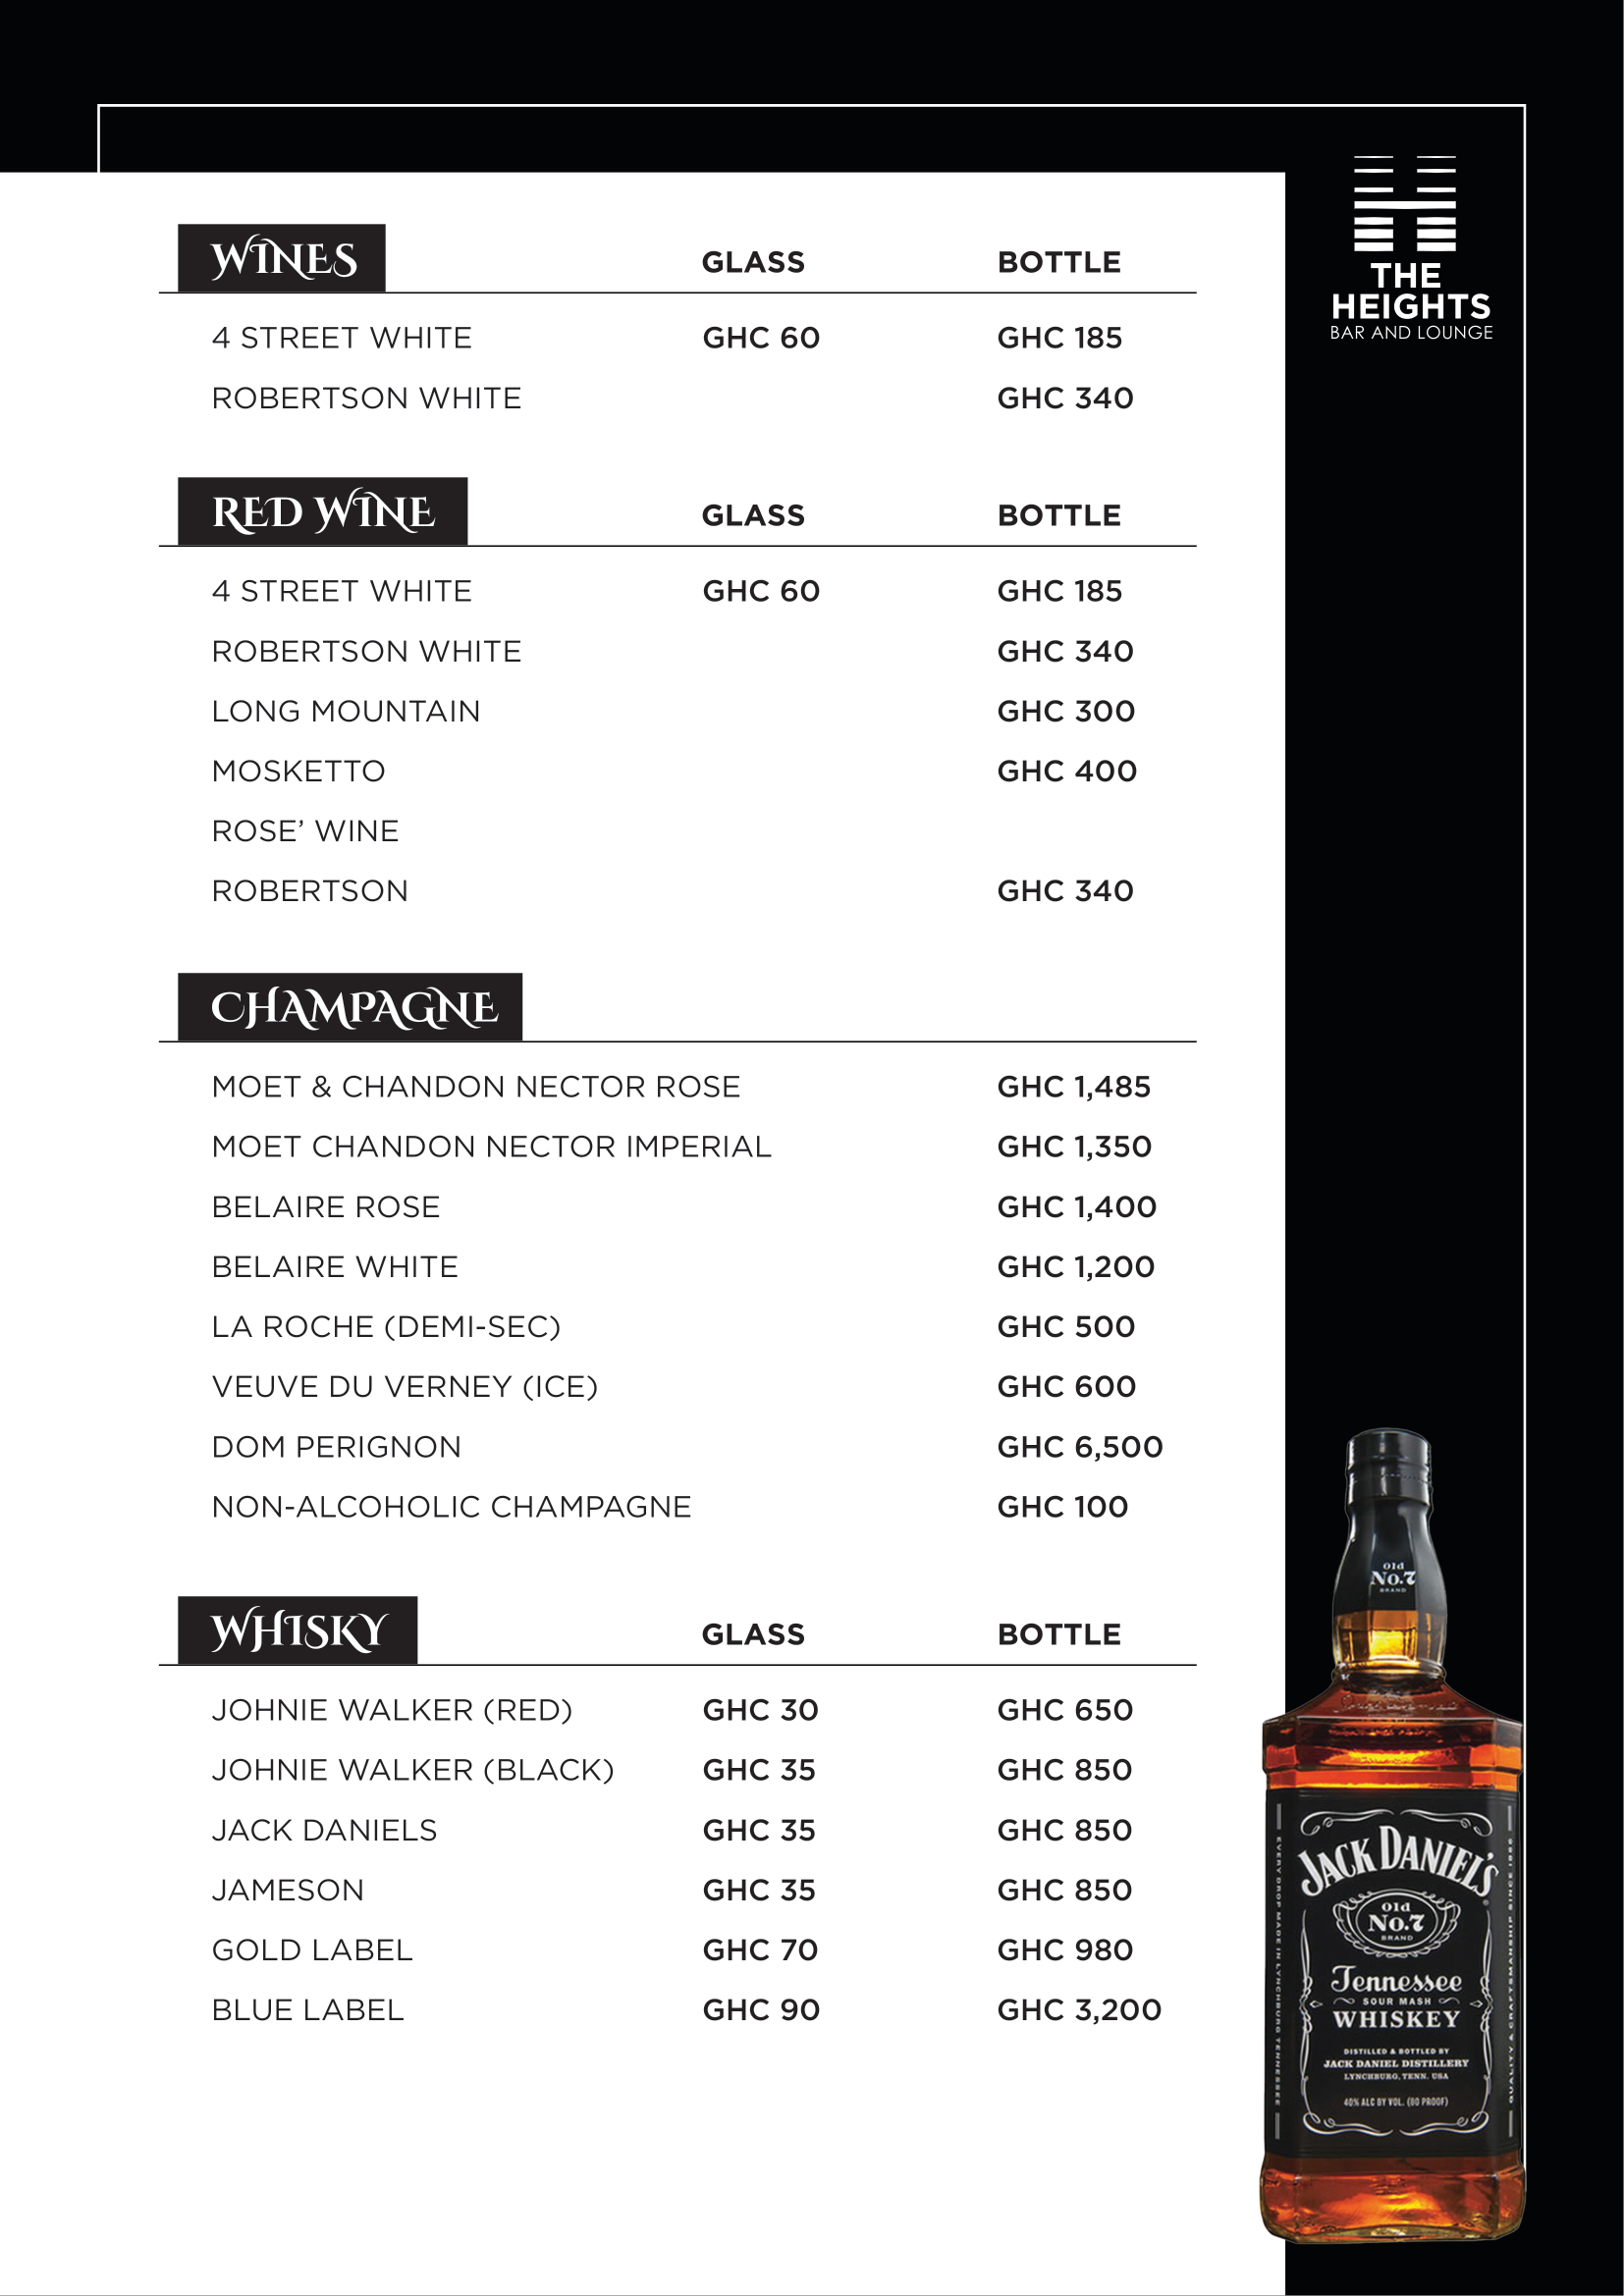 THE
HEIGHTS
BAR AND LOUNGE
WINES GLASS BOTTLE
4 STREET WHITE GHC 60 GHC 185
ROBERTSON WHITE GHC 340
RED WINE GLASS BOTTLE
4 STREET WHITE GHC 60 GHC 185
ROBERTSON WHITE GHC 340
LONG MOUNTAIN GHC 300
MOSKETTO GHC 400
ROSE’ WINE
ROBERTSON GHC 340
CHAMPAGNE
MOET & CHANDON NECTOR ROSE GHC 1,485
MOET CHANDON NECTOR IMPERIAL GHC 1,350
BELAIRE ROSE GHC 1,400
BELAIRE WHITE GHC 1,200
LA ROCHE (DEMI-SEC) GHC 500
VEUVE DU VERNEY (ICE) GHC 600
DOM PERIGNON GHC 6,500
NON-ALCOHOLIC CHAMPAGNE GHC 100
WHISKY GLASS BOTTLE
JOHNIE WALKER (RED) GHC 30 GHC 650
JOHNIE WALKER (BLACK) GHC 35 GHC 850
JACK DANIELS GHC 35 GHC 850
JAMESON GHC 35 GHC 850
GOLD LABEL GHC 70 GHC 980
BLUE LABEL GHC 90 GHC 3,200
Old
No.7
BRAND
JACK DANIEL'S
Old
No.7
BRAND
Tennessee
SOUR MASH
WHISKEY
DISTILLED & BOTTLED BY
JACK DANIEL DISTILLERY
LYNCHBURG, TENN. USA
40% ALC BY VOL. (80 PROOF)
EVERY DROP MADE IN LYNCHBURG TENNESSEE
QUALITY & CRAFTSMANSHIP SINCE 1866